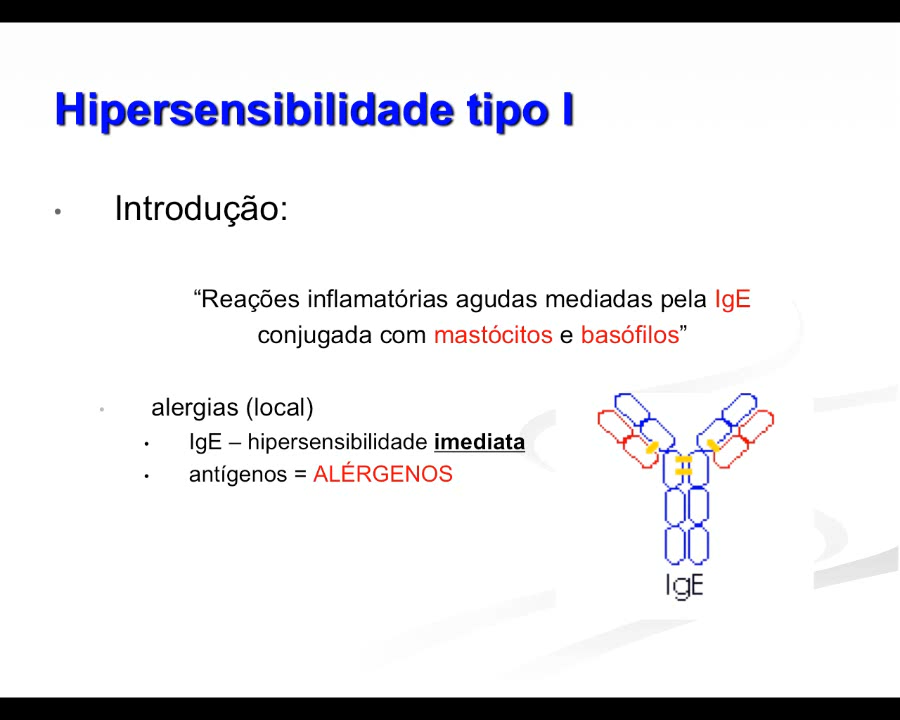 Hipersensibilidade tipo I
• Introdução:
“Reações inflamatórias agudas mediadas pela IgE
conjugada com mastócitos e basófilos”
• alergias (local)
• IgE – hipersensibilidade imediata
• antígenos = ALÉRGENOS
IgE